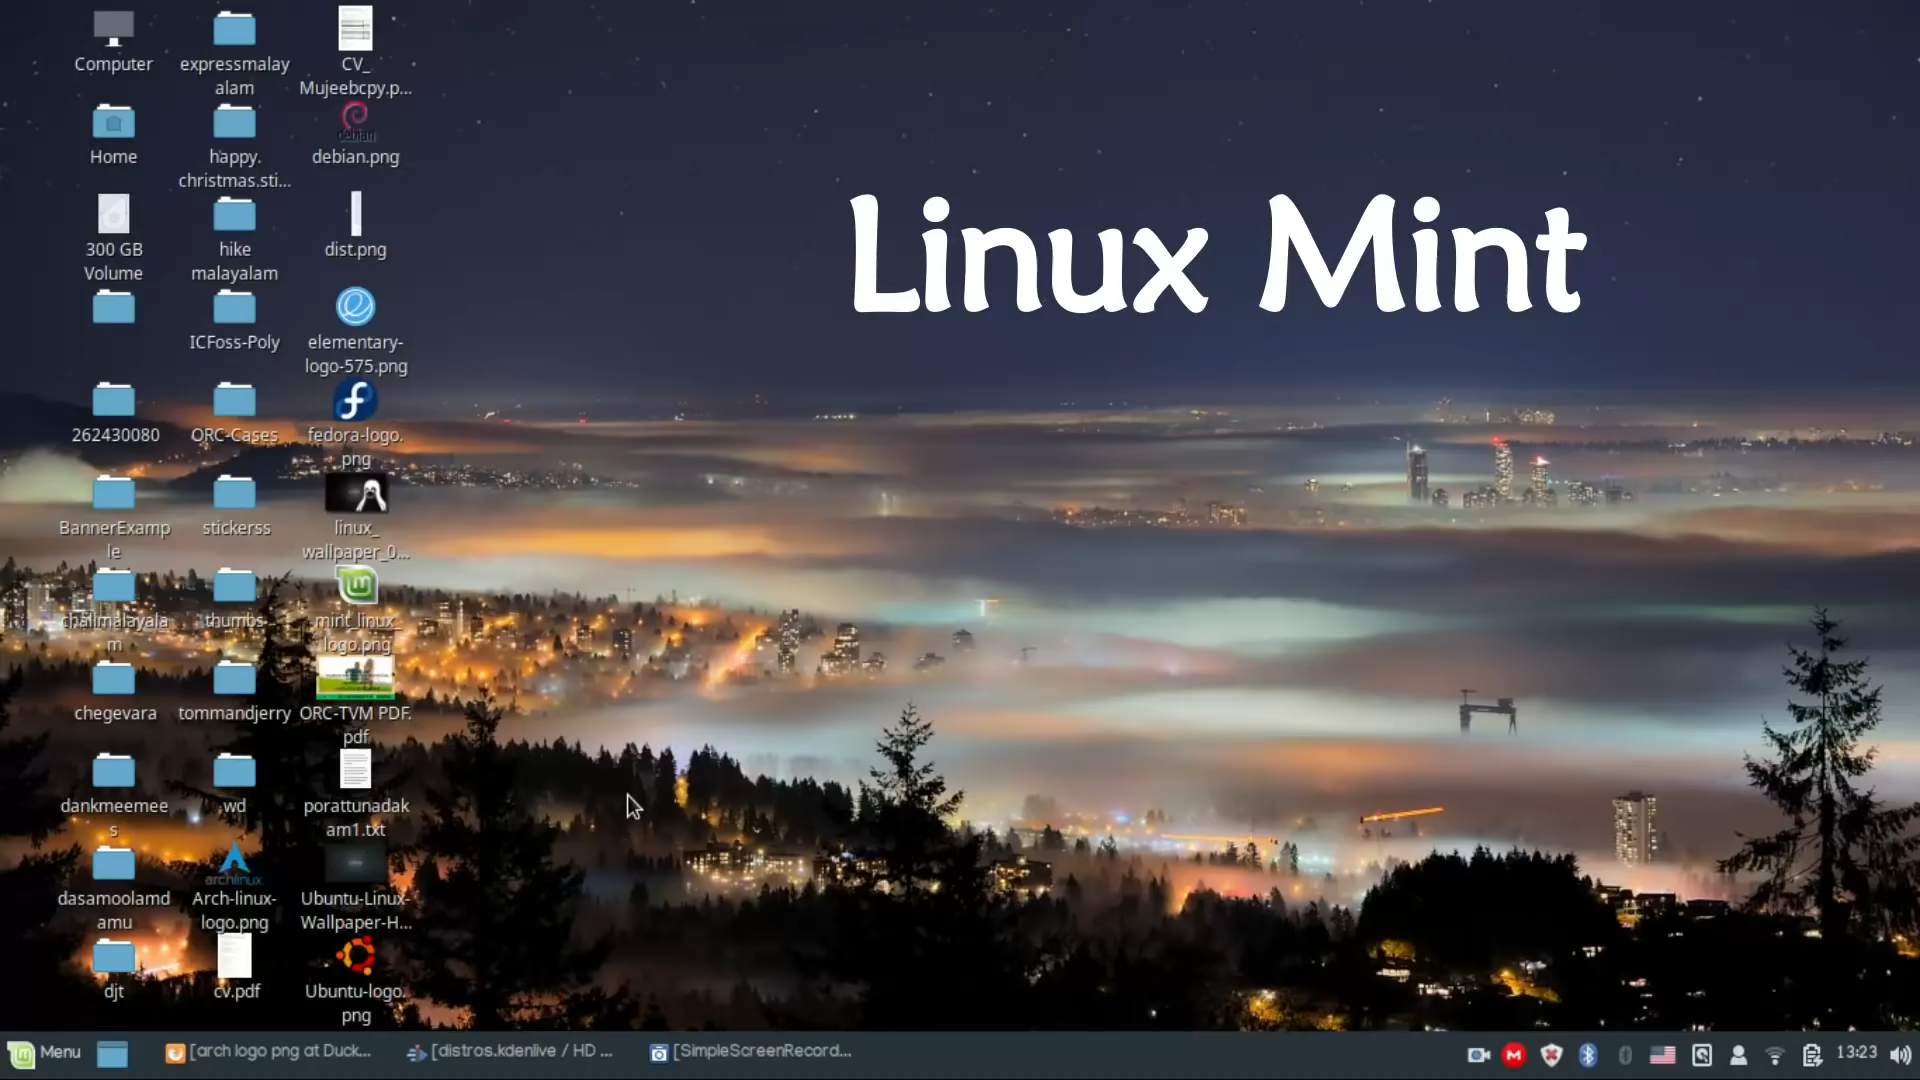 Computer
expressmalay
alam
CV_
Mujeebcpy.p...
Home
happy.
christmas.sti...
debian
debian.png
300 GB
Volume
hike
malayalam
dist.png
ICFoss-Poly
elementary-
logo-575.png
262430080
ORC-Cases
fedora-logo.
png
BannerExamp
le
stickerss
linux_
wallpaper_0...
chalimalayala
m
thumbs
mint_linux_
logo.png
chegevara
tommandjerry
ORC-TVM PDF.
pdf
dankmeemee
s
wd
porattunadak
am1.txt
dasamoolamd
amu
archlinux
Arch-linux-
logo.png
Ubuntu-Linux-
Wallpaper-H...
djt
cv.pdf
Ubuntu-logo.
png
Linux Mint
Menu
[arch logo png at Duck...
[distros.kdenlive / HD ...
[SimpleScreenRecord...
13:23